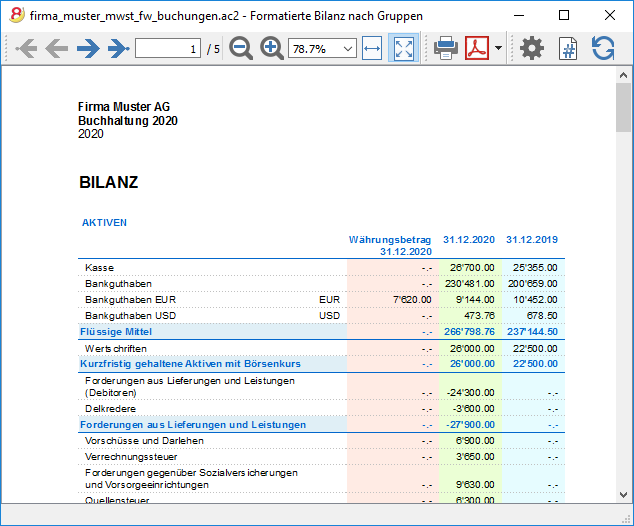 firma_muster_mwst_fw_buchungen.ac2 - Formatierte Bilanz nach Gruppen
1 / 5 78.7%
Firma Muster AG
Buchhaltung 2020
2020
BILANZ
AKTIVEN
Währungsbetrag 31.12.2020 31.12.2019
31.12.2020
Kasse -.- 26'700.00 25'355.00
Bankguthaben -.- 230'481.00 200'659.00
Bankguthaben EUR EUR 7'620.00 9'144.00 10'452.00
Bankguthaben USD USD -.- 473.76 678.50
Flüssige Mittel -.- 266'798.76 237'144.50
Wertschriften -.- 26'000.00 22'500.00
Kurzfristig gehaltene Aktiven mit Börsenkurs -.- 26'000.00 22'500.00
Forderungen aus Lieferungen und Leistungen
(Debitoren) -.- -24'300.00 -.-
Delkredere -.- -3'600.00 -.-
Forderungen aus Lieferungen und Leistungen -.- -27'900.00 -.-
Vorschüsse und Darlehen -.- 6'900.00 -.-
Verrechnungssteuer -.- 3'650.00 -.-
Forderungen gegenüber Sozialversicherungen
und Vorsorgeeinrichtungen -.- 9'630.00 -.-
Quellensteuer -.- 6'300.00 -.-